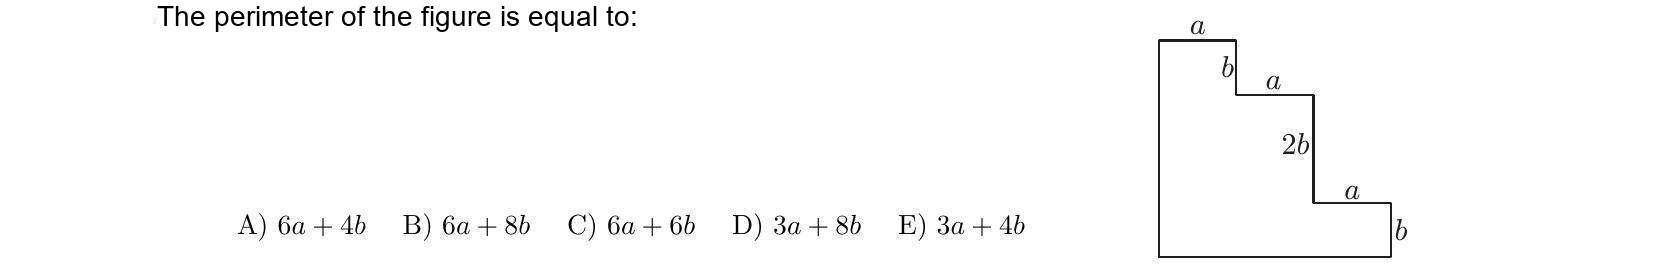 The perimeter of the figure is equal to:
a
b
a
2b
a
b
A) 6a + 4b B) 6a + 8b C) 6a + 6b D) 3a + 8b E) 3a + 4b